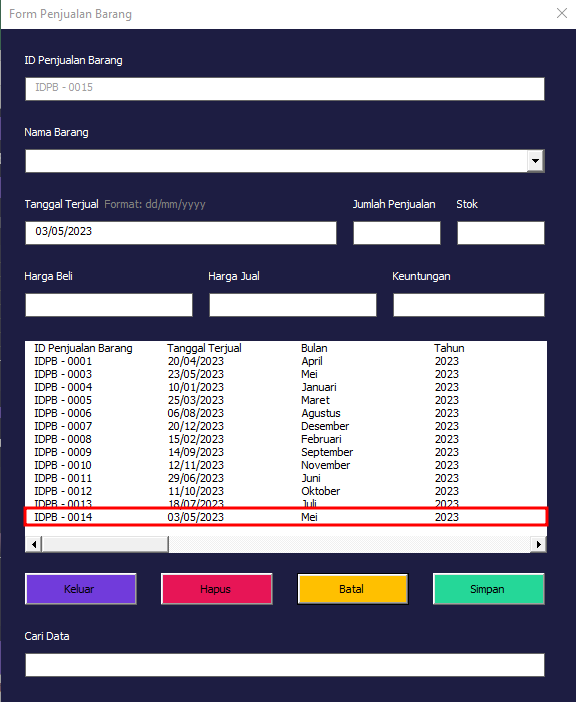 Form Penjualan Barang
ID Penjualan Barang
IDPB - 0015
Nama Barang
Tanggal Terjual Format: dd/mm/yyyy Jumlah Penjualan Stok
03/05/2023
Harga Beli Harga Jual Keuntungan
ID Penjualan Barang Tanggal Terjual Bulan Tahun
IDPB - 0001 20/04/2023 April 2023
IDPB - 0003 23/05/2023 Mei 2023
IDPB - 0004 10/01/2023 Januari 2023
IDPB - 0005 25/03/2023 Maret 2023
IDPB - 0006 06/08/2023 Agustus 2023
IDPB - 0007 20/12/2023 Desember 2023
IDPB - 0008 15/02/2023 Februari 2023
IDPB - 0009 14/09/2023 September 2023
IDPB - 0010 12/11/2023 November 2023
IDPB - 0011 29/06/2023 Juni 2023
IDPB - 0012 11/10/2023 Oktober 2023
IDPB - 0013 18/07/2023 Juli 2023
IDPB - 0014 03/05/2023 Mei 2023
Keluar Hapus Batal Simpan
Cari Data